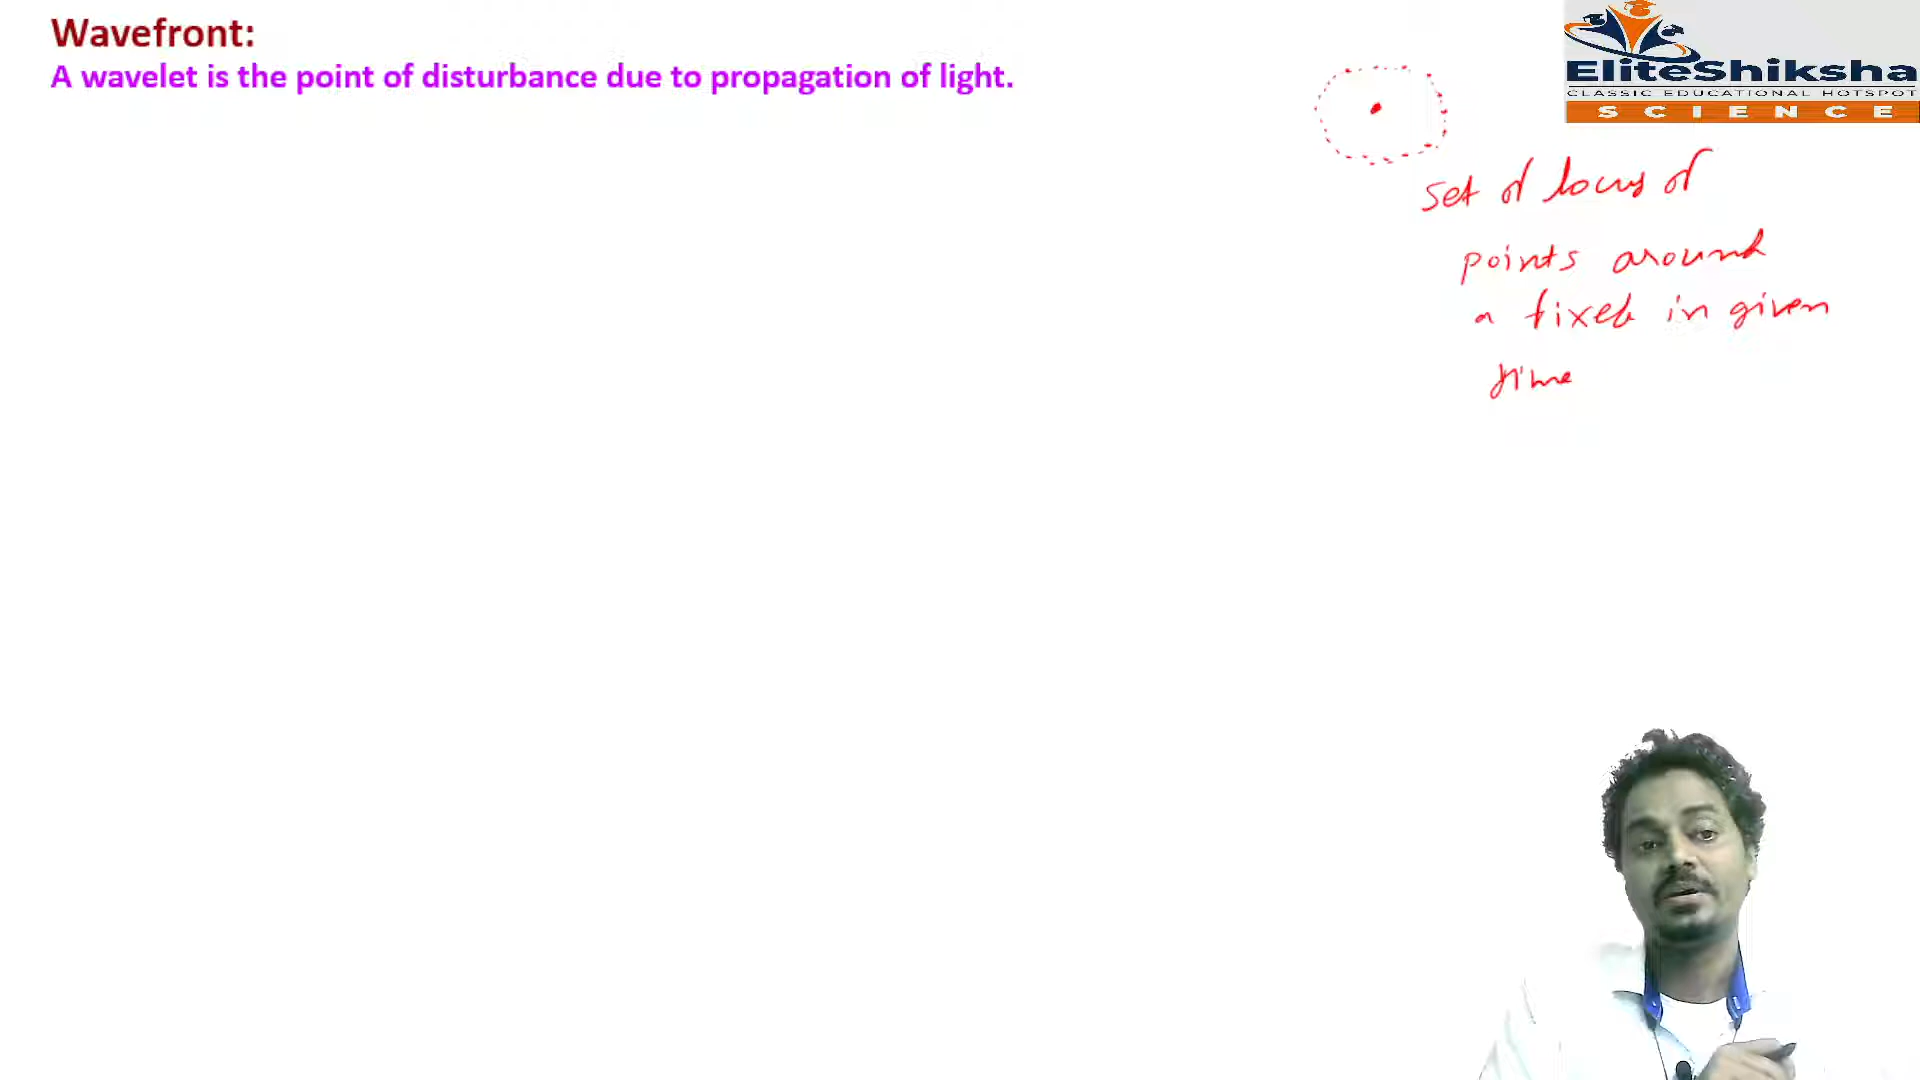 Wavefront:
A wavelet is the point of disturbance due to propagation of light.
EliteShiksha
CLASSIC EDUCATIONAL HOTSPOT
SCIENCE
set of locus of
points around
a fixed in given
time